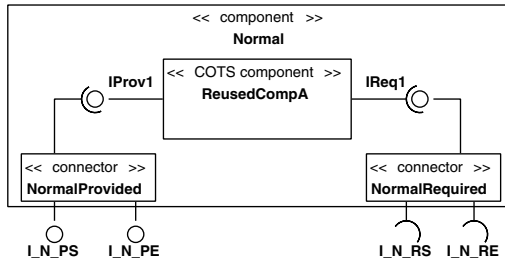 << component >>
Normal
IProv1
<< COTS component >>
ReusedCompA
IReq1
<< connector >>
NormalProvided
<< connector >>
NormalRequired
I_N_PS
I_N_PE
I_N_RS
I_N_RE